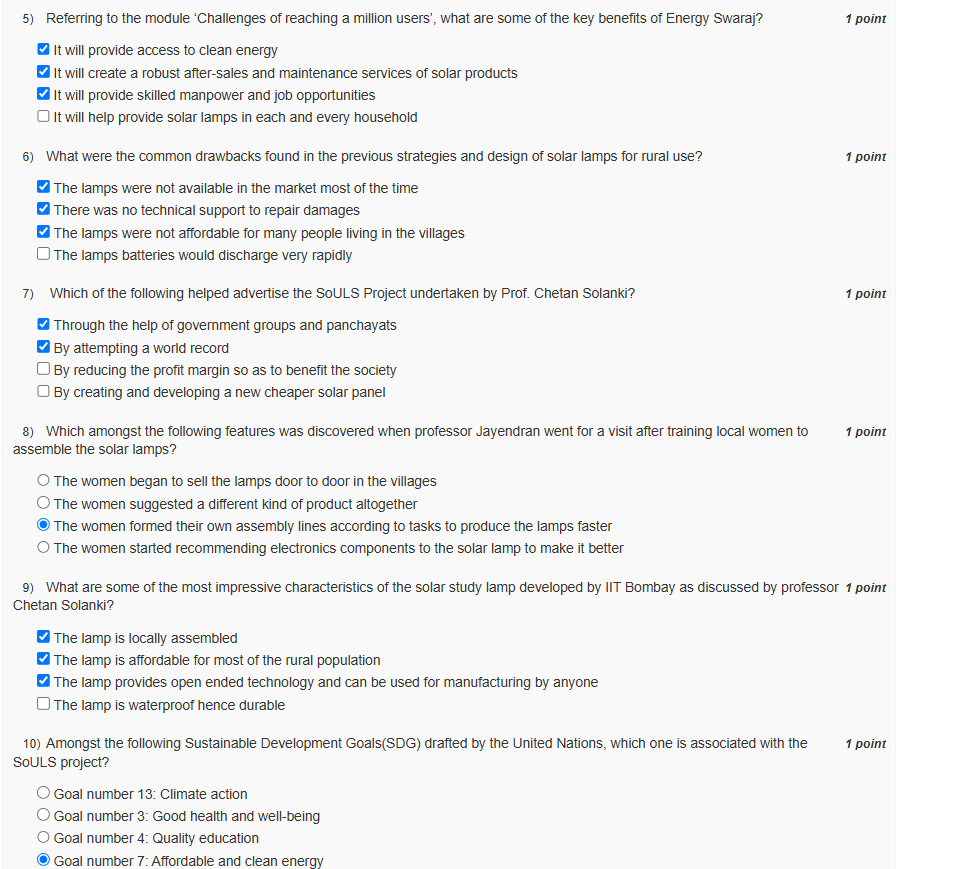 5) Referring to the module ‘Challenges of reaching a million users’, what are some of the key benefits of Energy Swaraj? 1 point
It will provide access to clean energy
It will create a robust after-sales and maintenance services of solar products
It will provide skilled manpower and job opportunities
It will help provide solar lamps in each and every household
6) What were the common drawbacks found in the previous strategies and design of solar lamps for rural use? 1 point
The lamps were not available in the market most of the time
There was no technical support to repair damages
The lamps were not affordable for many people living in the villages
The lamps batteries would discharge very rapidly
7) Which of the following helped advertise the SoULS Project undertaken by Prof. Chetan Solanki? 1 point
Through the help of government groups and panchayats
By attempting a world record
By reducing the profit margin so as to benefit the society
By creating and developing a new cheaper solar panel
8) Which amongst the following features was discovered when professor Jayendran went for a visit after training local women to 1 point
assemble the solar lamps?
The women began to sell the lamps door to door in the villages
The women suggested a different kind of product altogether
The women formed their own assembly lines according to tasks to produce the lamps faster
The women started recommending electronics components to the solar lamp to make it better
9) What are some of the most impressive characteristics of the solar study lamp developed by IIT Bombay as discussed by professor 1 point
Chetan Solanki?
The lamp is locally assembled
The lamp is affordable for most of the rural population
The lamp provides open ended technology and can be used for manufacturing by anyone
The lamp is waterproof hence durable
10) Amongst the following Sustainable Development Goals(SDG) drafted by the United Nations, which one is associated with the 1 point
SoULS project?
Goal number 13: Climate action
Goal number 3: Good health and well-being
Goal number 4: Quality education
Goal number 7: Affordable and clean energy